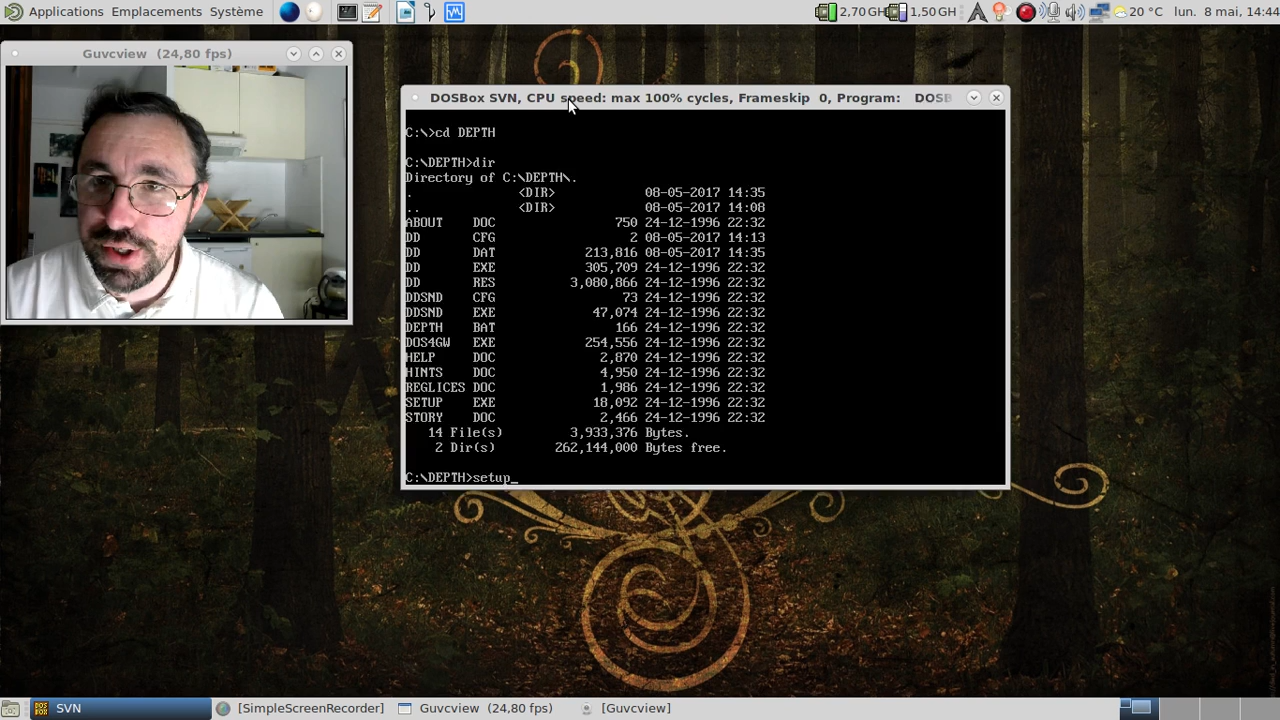 Applications Emplacements Système
2,70 GH 1,50 GH 20 °C lun. 8 mai, 14:44
Guvcview (24,80 fps)
DOSBox SVN, CPU speed: max 100% cycles, Frameskip 0, Program: DOSB
C:\>cd DEPTH
C:\DEPTH>dir
Directory of C:\DEPTH\.
. <DIR> 08-05-2017 14:35
.. <DIR> 08-05-2017 14:08
ABOUT DOC 750 24-12-1996 22:32
DD CFG 2 08-05-2017 14:13
DD DAT 213,816 08-05-2017 14:35
DD EXE 305,709 24-12-1996 22:32
DD RES 3,080,866 24-12-1996 22:32
DDSND CFG 73 24-12-1996 22:32
DDSND EXE 47,074 24-12-1996 22:32
DEPTH BAT 166 24-12-1996 22:32
DOS4GW EXE 254,556 24-12-1996 22:32
HELP DOC 2,870 24-12-1996 22:32
HINTS DOC 4,950 24-12-1996 22:32
REGLICES DOC 1,986 24-12-1996 22:32
SETUP EXE 18,092 24-12-1996 22:32
STORY DOC 2,466 24-12-1996 22:32
14 File(s) 3,933,376 Bytes.
2 Dir(s) 262,144,000 Bytes free.
C:\DEPTH>setup_
DOS BOX SVN [SimpleScreenRecorder] Guvcview (24,80 fps) [Guvcview]